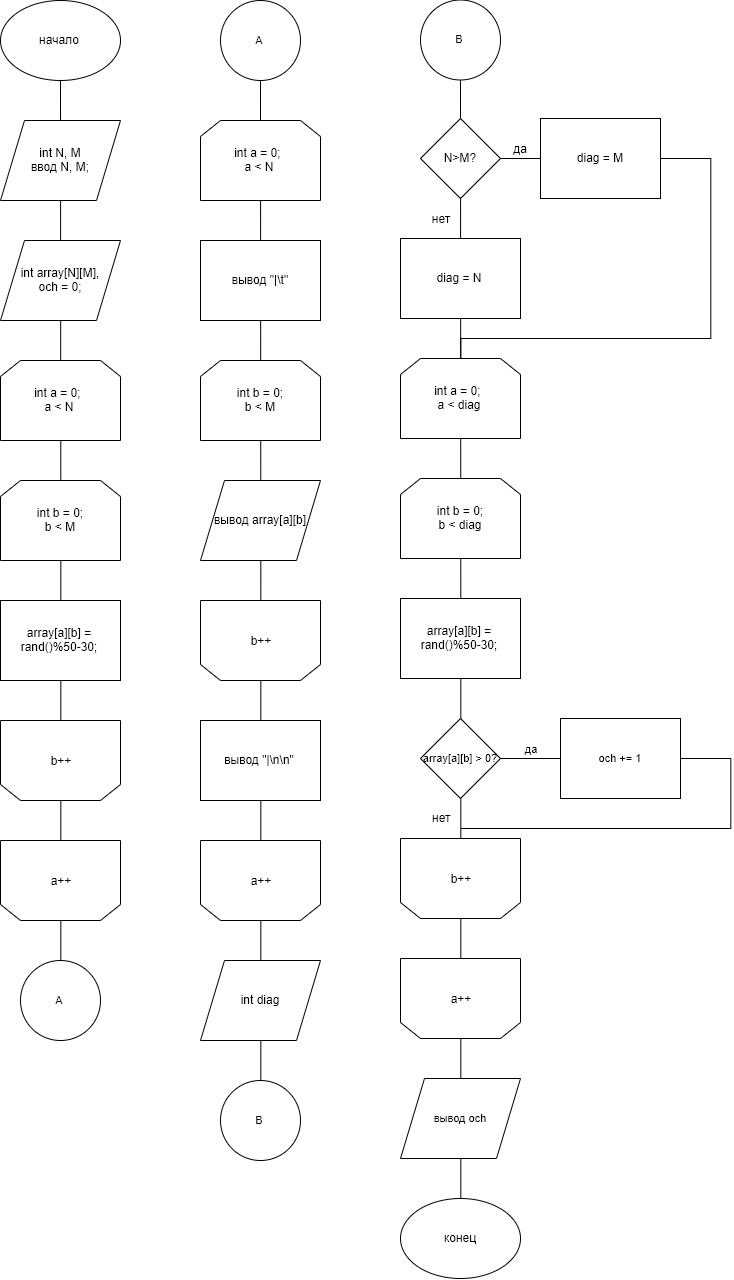 начало
int N, M
ввод N, M;
int array[N][M],
och = 0;
int a = 0;
a < N
int b = 0;
b < M
array[a][b] =
rand()%50-30;
b++
a++
A
A
int a = 0;
a < N
вывод "|\t"
int b = 0;
b < M
вывод array[a][b]
b++
вывод "|\n\n"
a++
int diag
B
B
N>M?
да
diag = M
нет
diag = N
int a = 0;
a < diag
int b = 0;
b < diag
array[a][b] =
rand()%50-30;
array[a][b] > 0?
да
och += 1
нет
b++
a++
вывод och
конец